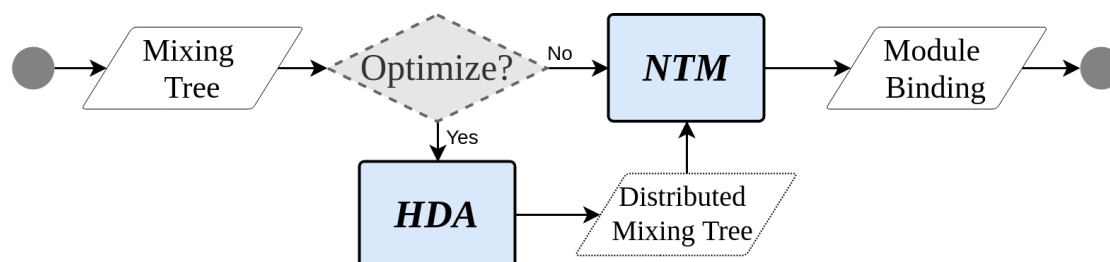 Mixing
Tree
Optimize?
No
NTM
Module
Binding
Yes
HDA
Distributed
Mixing Tree